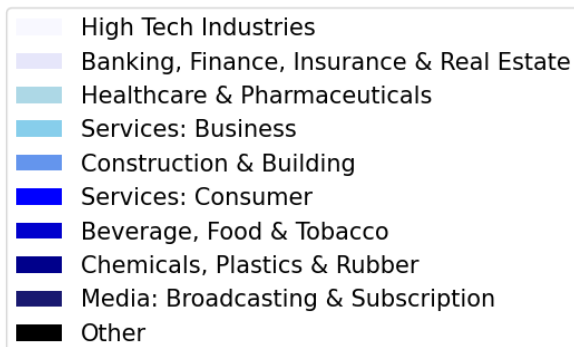 High Tech Industries
Banking, Finance, Insurance & Real Estate
Healthcare & Pharmaceuticals
Services: Business
Construction & Building
Services: Consumer
Beverage, Food & Tobacco
Chemicals, Plastics & Rubber
Media: Broadcasting & Subscription
Other